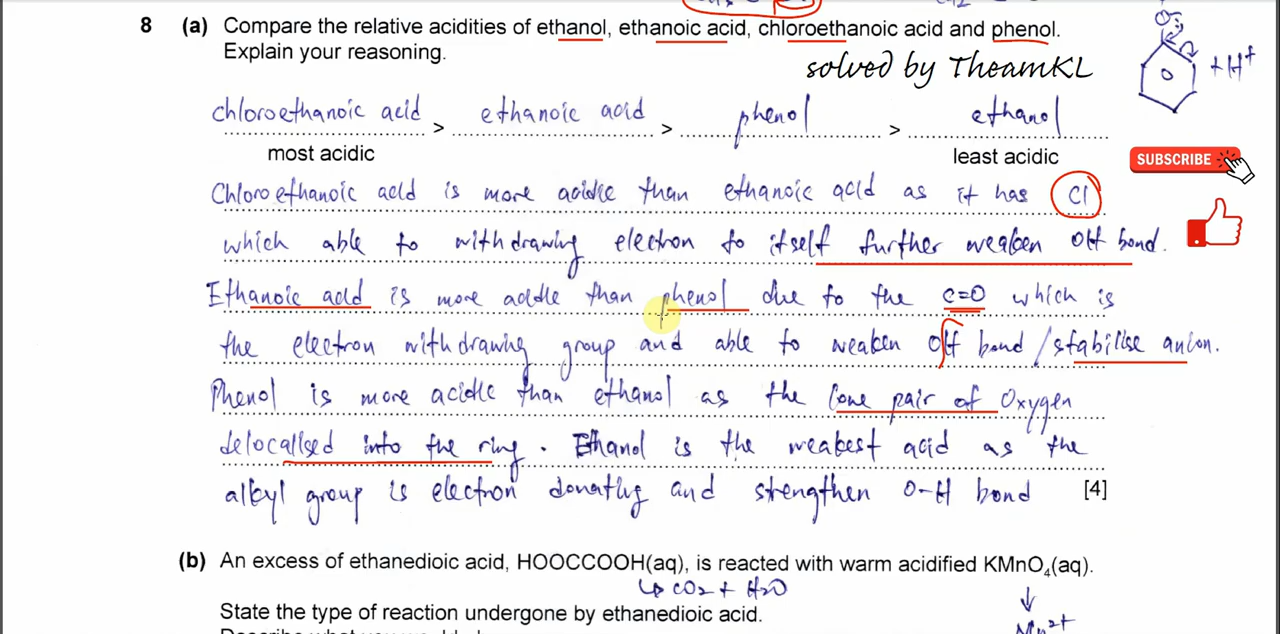 8 (a) Compare the relative acidities of ethanol, ethanoic acid, chloroethanoic acid and phenol.
Explain your reasoning.
solved by TheamKL
+H+
chloroethanoic acid > ethanoic acid > phenol > ethanol
most acidic least acidic
SUBSCRIBE
Chloroethanoic acid is more acidic than ethanoic acid as it has Cl
which able to withdrawing electron to itself further weaken OH bond.
Ethanoic acid is more acidic than phenol due to the C=O which is
the electron withdrawing group and able to weaken OH bond / stabilise anion.
Phenol is more acidic than ethanol as the lone pair of Oxygen
delocalised into the ring. Ethanol is the weakest acid as the
alkyl group is electron donating and strengthen O-H bond [4]
(b) An excess of ethanedioic acid, HOOCCOOH(aq), is reacted with warm acidified KMnO₄(aq).
↳ CO2 + H2O ↓
State the type of reaction undergone by ethanedioic acid.
Mn2+